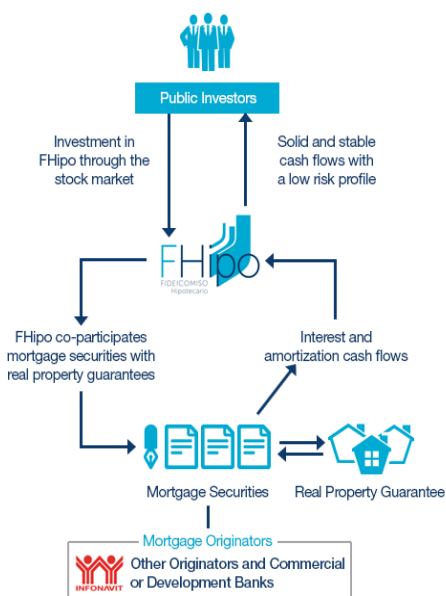 Public Investors
Investment in
FHipo through the
stock market
Solid and stable
cash flows with
a low risk profile
FHipo
FIDEICOMISO
Hipotecario
FHipo co-participates
mortgage securities with
real property guarantees
Interest and
amortization cash flows
Mortgage Securities
Real Property Guarantee
Mortgage Originators
INFONAVIT
Other Originators and Commercial
or Development Banks